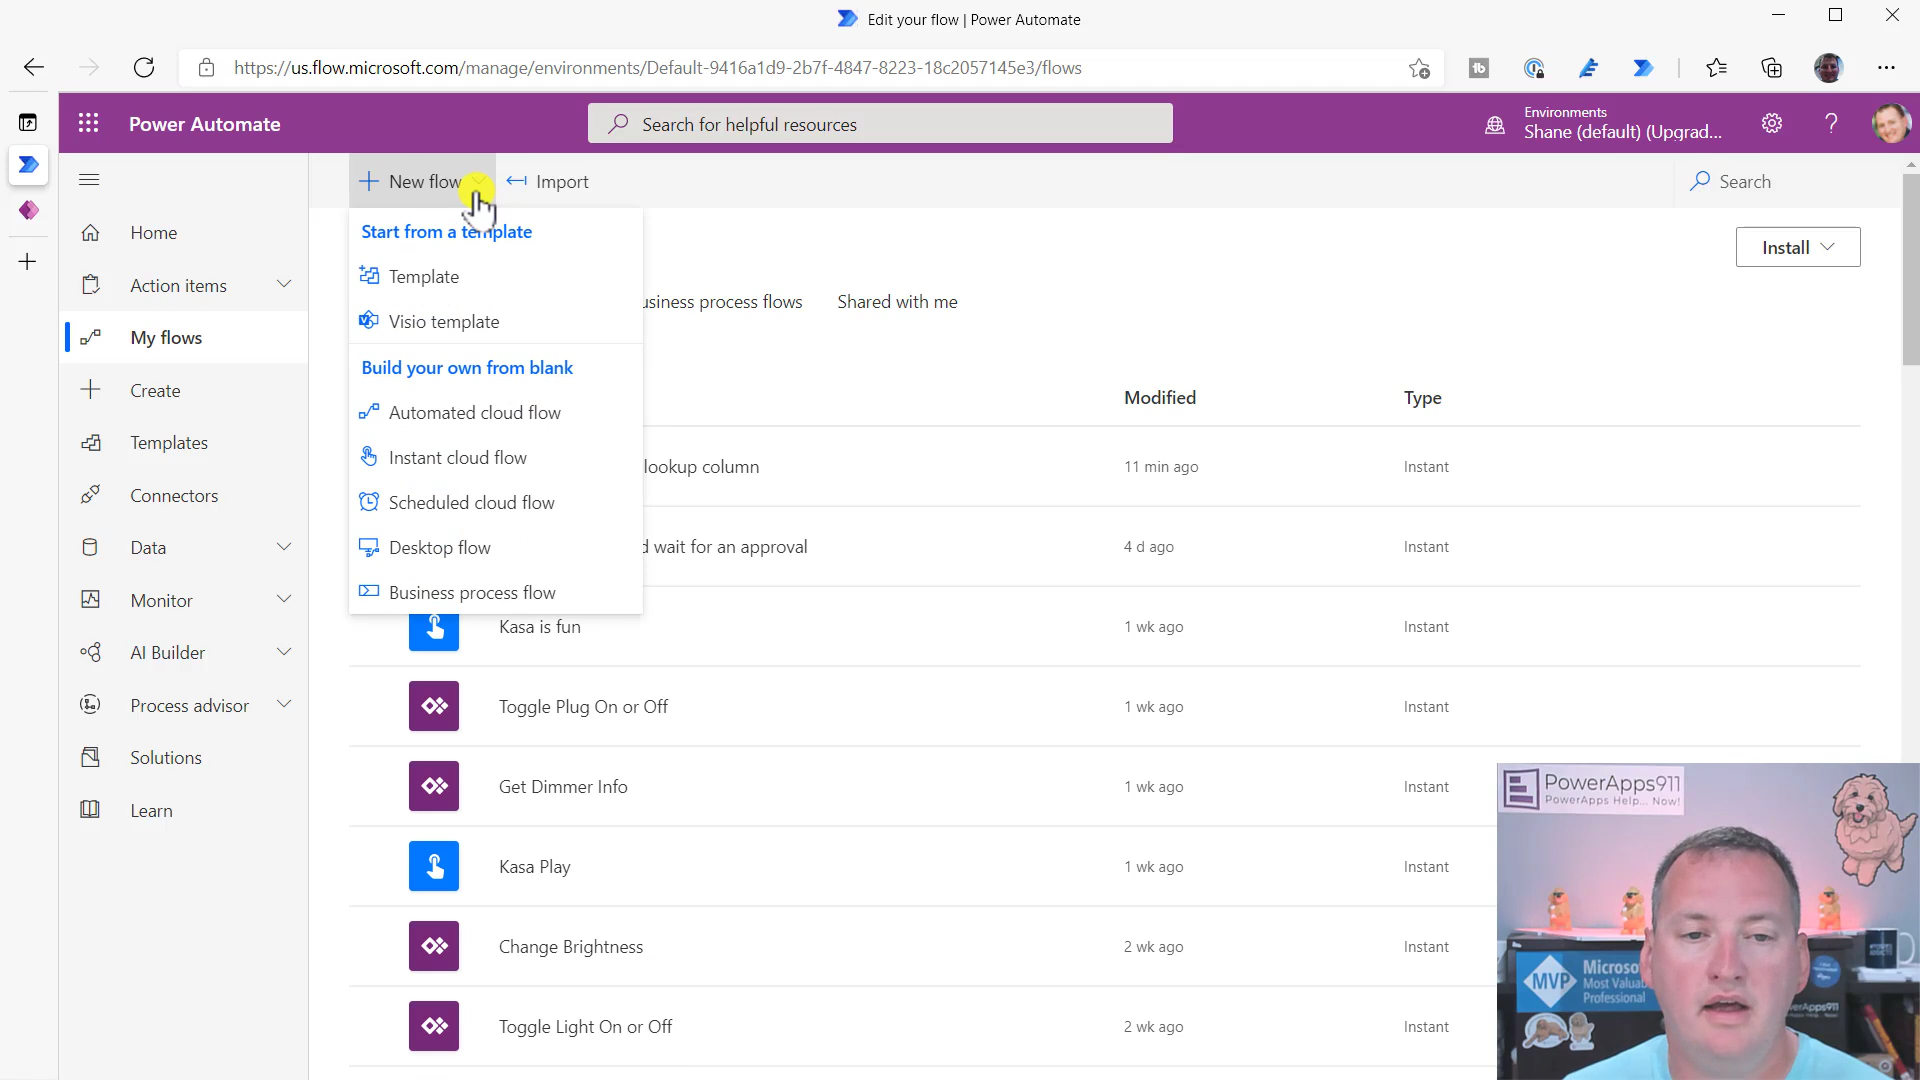 Edit your flow | Power Automate
https://us.flow.microsoft.com/manage/environments/Default-9416a1d9-2b7f-4847-8223-18c2057145e3/flows
Power Automate
Search for helpful resources
Environments
Shane (default) (Upgrad...
New flow
Import
Search
Home
Action items
My flows
Create
Templates
Connectors
Data
Monitor
AI Builder
Process advisor
Solutions
Learn
Start from a template
Template
Visio template
Build your own from blank
Automated cloud flow
Instant cloud flow
Scheduled cloud flow
Desktop flow
Business process flow
Install
usiness process flows
Shared with me
Modified
Type
lookup column
11 min ago
Instant
d wait for an approval
4 d ago
Instant
Kasa is fun
1 wk ago
Instant
Toggle Plug On or Off
1 wk ago
Instant
Get Dimmer Info
1 wk ago
Instant
Kasa Play
1 wk ago
Instant
Change Brightness
2 wk ago
Instant
Toggle Light On or Off
2 wk ago
Instant
PowerApps911
PowerApps Help... Now!
MVP
Microso
Most Valuab
Professional
erApps911